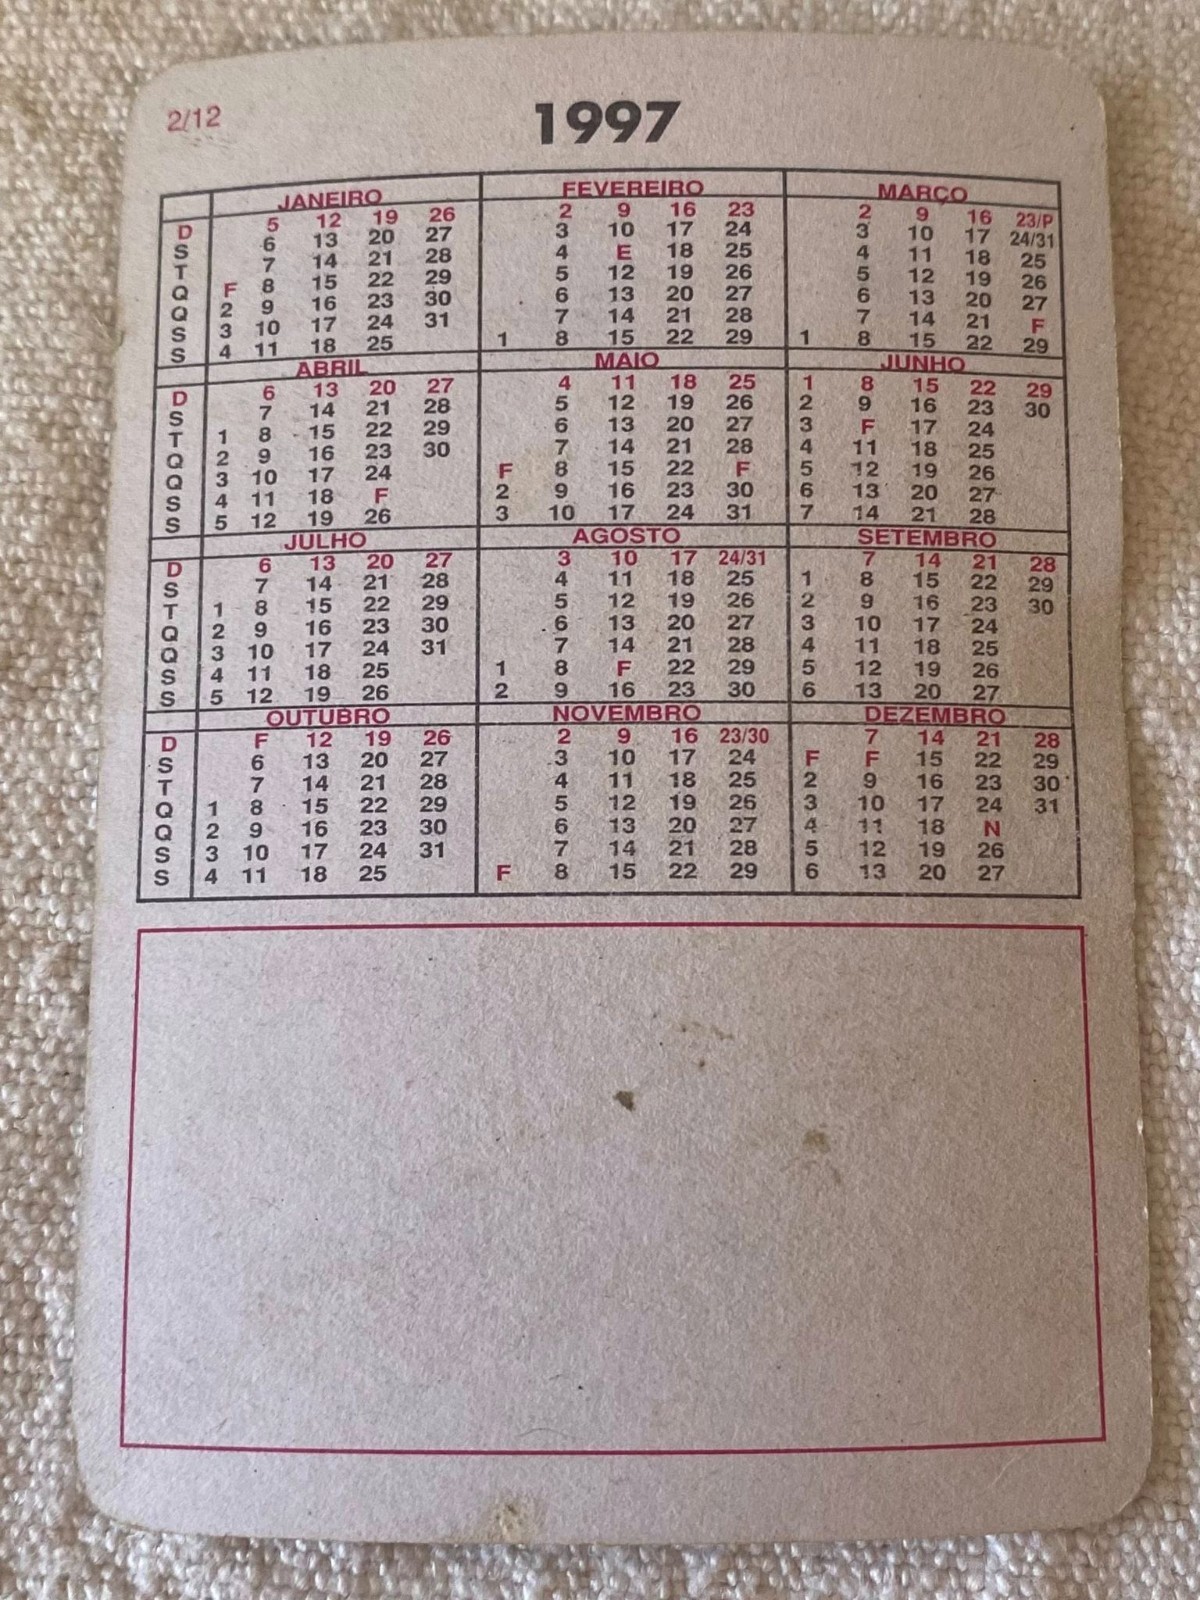 2/12 1997
JANEIRO FEVEREIRO MARÇO
D 5 12 19 26 2 9 16 23 2 9 16 23/P
S 6 13 20 27 3 10 17 24 3 10 17 24/31
T 7 14 21 28 4 E 18 25 4 11 18 25
Q F 8 15 22 29 5 12 19 26 5 12 19 26
Q 2 9 16 23 30 6 13 20 27 6 13 20 27
S 3 10 17 24 31 7 14 21 28 7 14 21 F
S 4 11 18 25 1 8 15 22 29 1 8 15 22 29
ABRIL MAIO JUNHO
D 6 13 20 27 4 11 18 25 1 8 15 22 29
S 7 14 21 28 5 12 19 26 2 9 16 23 30
T 1 8 15 22 29 6 13 20 27 3 F 17 24
Q 2 9 16 23 30 7 14 21 28 4 11 18 25
Q 3 10 17 24 F 8 15 22 F 5 12 19 26
S 4 11 18 F 2 9 16 23 30 6 13 20 27
S 5 12 19 26 3 10 17 24 31 7 14 21 28
JULHO AGOSTO SETEMBRO
D 6 13 20 27 3 10 17 24/31 7 14 21 28
S 7 14 21 28 4 11 18 25 1 8 15 22 29
T 1 8 15 22 29 5 12 19 26 2 9 16 23 30
Q 2 9 16 23 30 6 13 20 27 3 10 17 24
Q 3 10 17 24 31 7 14 21 28 4 11 18 25
S 4 11 18 25 1 8 F 22 29 5 12 19 26
S 5 12 19 26 2 9 16 23 30 6 13 20 27
OUTUBRO NOVEMBRO DEZEMBRO
D F 12 19 26 2 9 16 23/30 7 14 21 28
S 6 13 20 27 3 10 17 24 F F 15 22 29
T 7 14 21 28 4 11 18 25 2 9 16 23 30
Q 1 8 15 22 29 5 12 19 26 3 10 17 24 31
Q 2 9 16 23 30 6 13 20 27 4 11 18 N
S 3 10 17 24 31 7 14 21 28 5 12 19 26
S 4 11 18 25 F 8 15 22 29 6 13 20 27